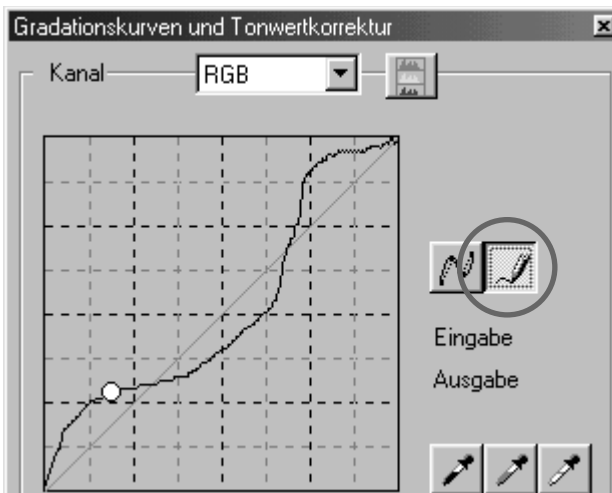 Gradationskurven und Tonwertkorrektur
Kanal RGB
Eingabe
Ausgabe